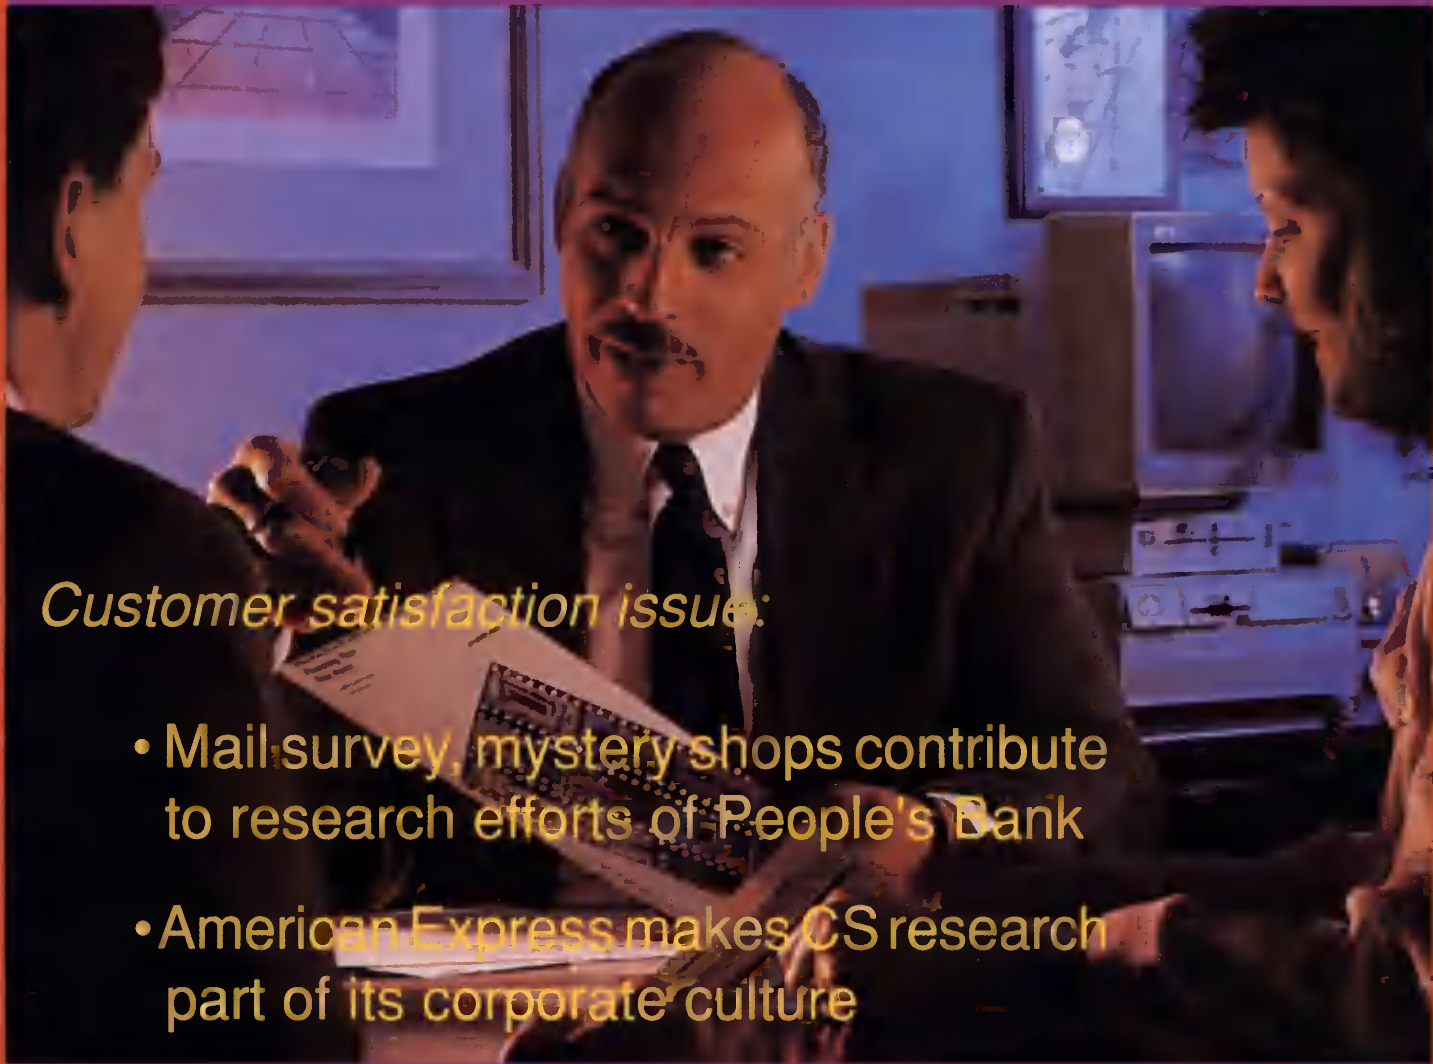 Customer satisfaction issue:
• Mail survey, mystery shops contribute
to research efforts of People's Bank
• American Express makes CS research
part of its corporate culture